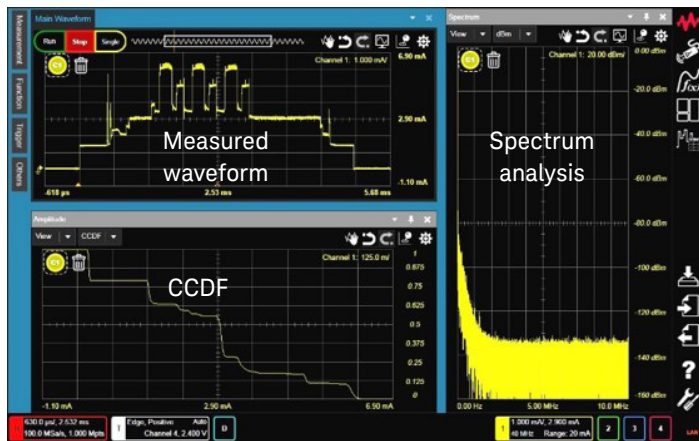 Main Waveform
Measurement
Function
Trigger
Others
Run
Stop
Single
C1
Channel 1: 1.000 mA/
6.90 mA
2.90 mA
-1.10 mA
-618 µs
2.53 ms
5.68 ms
Measured
waveform
Amplitude
View
CCDF
C1
Channel 1: 125.0 m/
1
0.875
0.75
0.625
0.5
0.375
0.25
0.125
0
CCDF
-1.10 mA
2.90 mA
6.90 mA
Spectrum
View
dBm
C1
Channel 1: 20.00 dBm/
0.00 dBm
-20.0 dBm
-40.0 dBm
-60.0 dBm
-80.0 dBm
-100 dBm
-120 dBm
-140 dBm
-160 dBm
Spectrum
analysis
0.00 Hz
5.00 MHz
10.0 MHz
f(x)
?
630.0 µs/, 2.532 ms
100.0 MSa/s, 1.000 Mpts
T
Edge, Positive
Auto
Channel 4, 2.400 V
D
1
1.000 mA/, 2.900 mA
40 MHz
Range: 20 mA
2
3
4